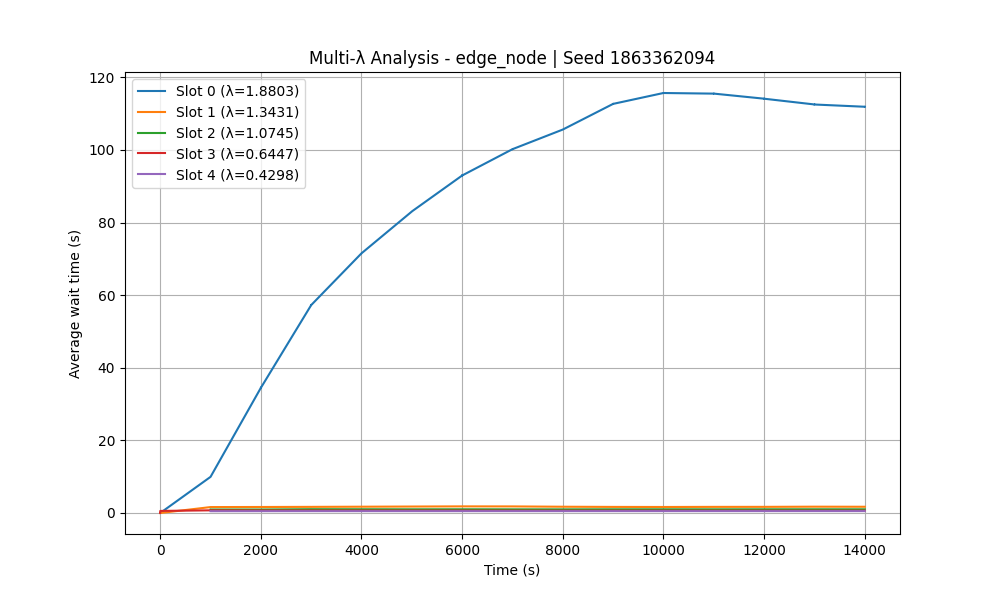 Multi-λ Analysis - edge_node | Seed 1863362094
Slot 0 (λ=1.8803)
Slot 1 (λ=1.3431)
Slot 2 (λ=1.0745)
Slot 3 (λ=0.6447)
Slot 4 (λ=0.4298)
Average wait time (s)
120
100
80
60
40
20
0
0 2000 4000 6000 8000 10000 12000 14000
Time (s)